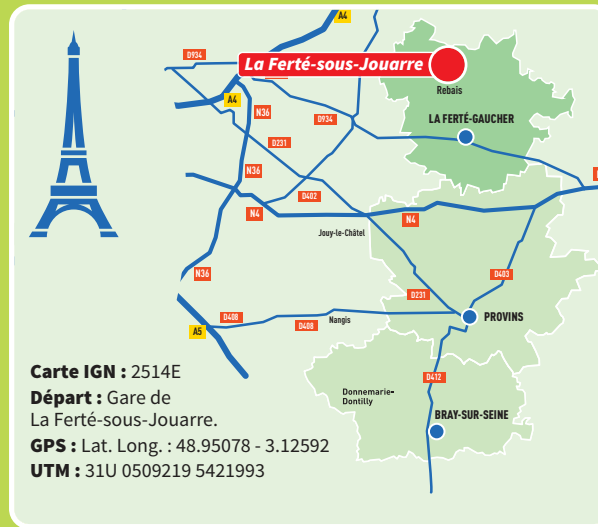 A4
D934
La Ferté-sous-Jouarre
A4
Rebais
N36
D934
LA FERTÉ-GAUCHER
D231
N36
D402
N4
N4
Jouy-le-Châtel
N36
D403
D231
D408
Nangis
PROVINS
A5
D408
Carte IGN : 2514E
Départ : Gare de
La Ferté-sous-Jouarre.
GPS : Lat. Long. : 48.95078 - 3.12592
UTM : 31U 0509219 5421993
D412
Donnemarie-
Dontilly
BRAY-SUR-SEINE